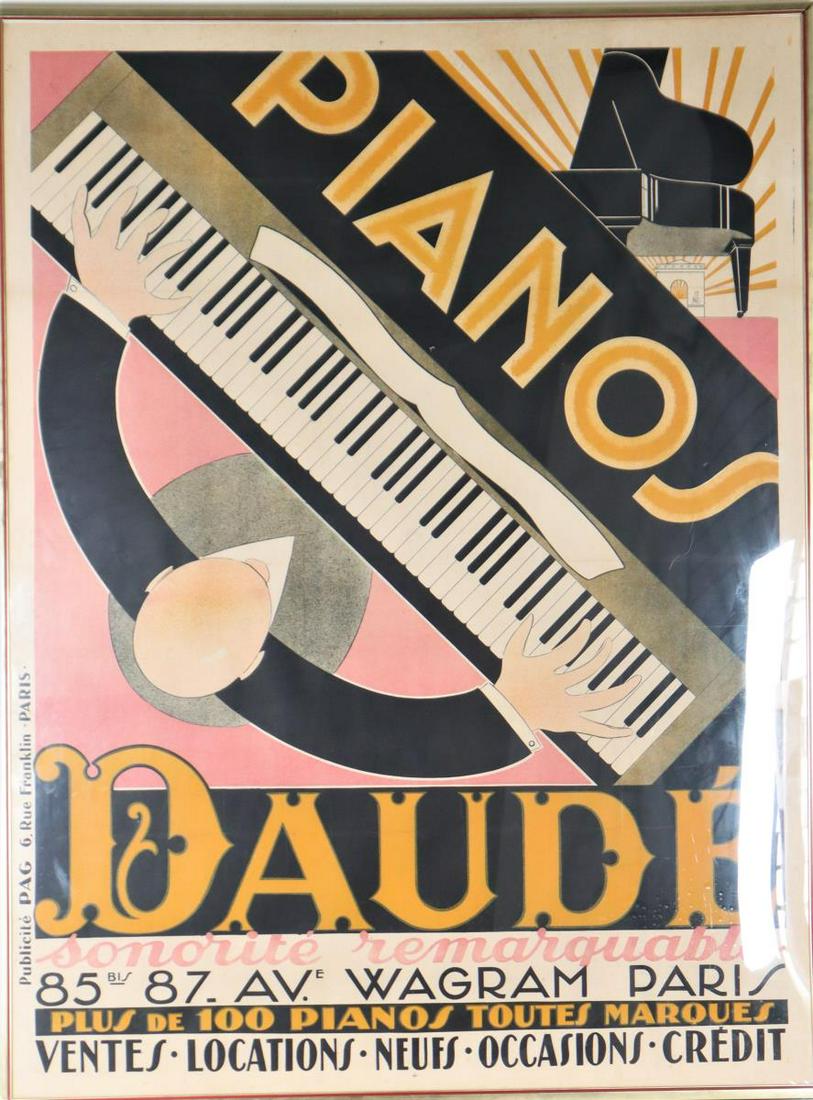 PIANOS
DAUDÉ
sonorité remarquable
85 BIS 87_ AV.E WAGRAM PARIS
PLUS DE 100 PIANOS TOUTES MARQUES
VENTES · LOCATIONS · NEUFS · OCCASIONS · CRÉDIT
Publicité PAG 6, Rue Franklin · PARIS ·